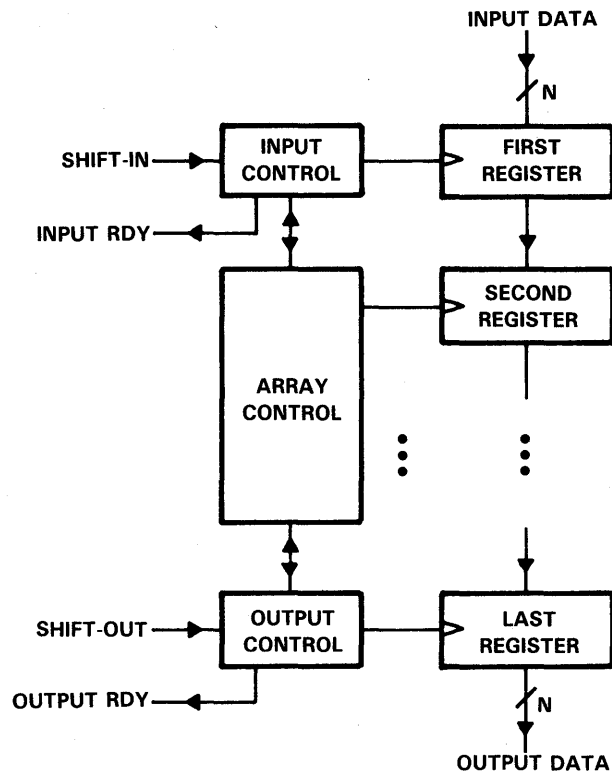 INPUT DATA
N
INPUT
CONTROL
FIRST
REGISTER
SHIFT-IN
INPUT RDY
SECOND
REGISTER
ARRAY
CONTROL
SHIFT-OUT
OUTPUT
CONTROL
LAST
REGISTER
OUTPUT RDY
N
OUTPUT DATA